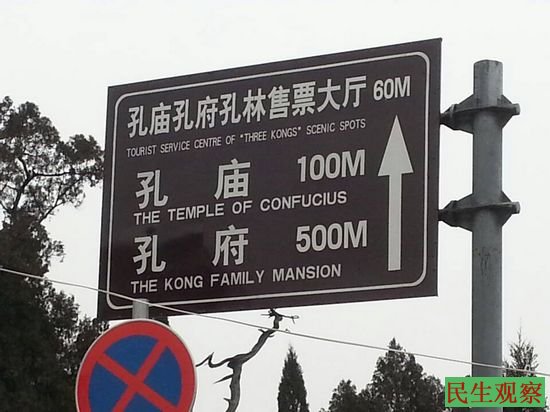 孔庙孔府孔林售票大厅 60M
TOURIST SERVICE CENTRE OF "THREE KONGS" SCENIC SPOTS
孔庙 100M
THE TEMPLE OF CONFUCIUS
孔府 500M
THE KONG FAMILY MANSION
民生观察